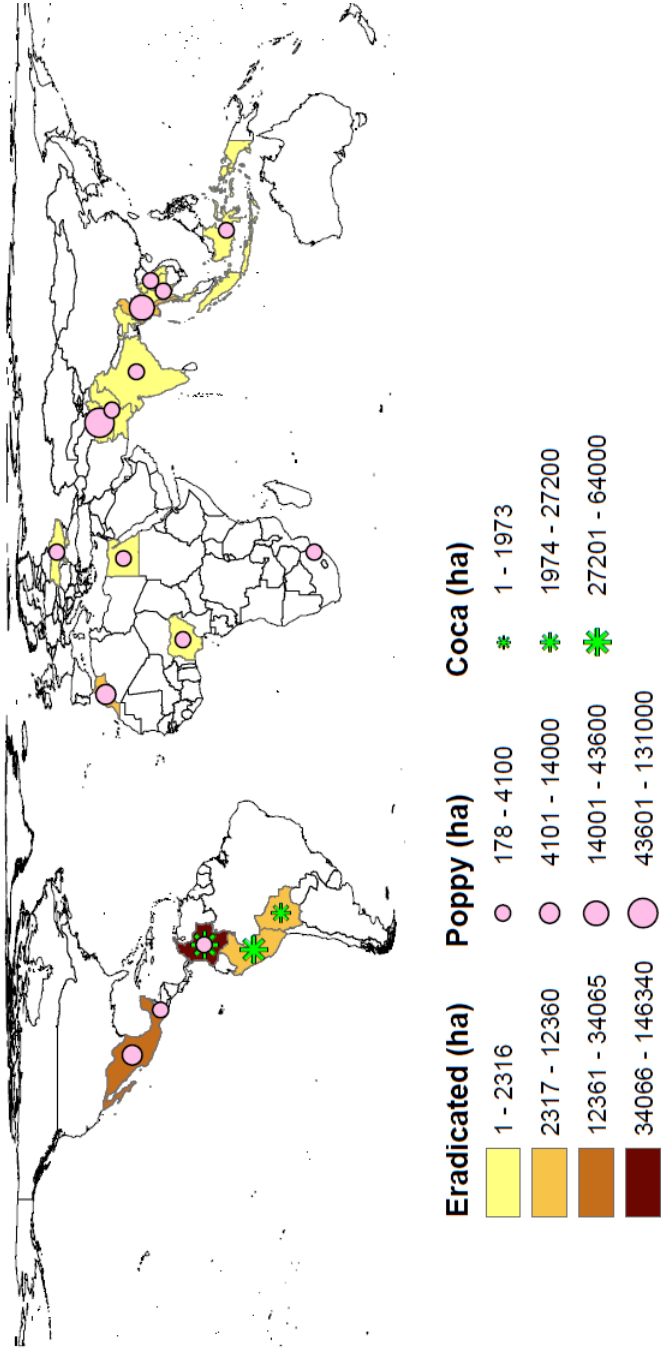 Eradicated (ha)
1 - 2316
2317 - 12360
12361 - 34065
34066 - 146340
Poppy (ha)
178 - 4100
4101 - 14000
14001 - 43600
43601 - 131000
Coca (ha)
1 - 1973
1974 - 27200
27201 - 64000